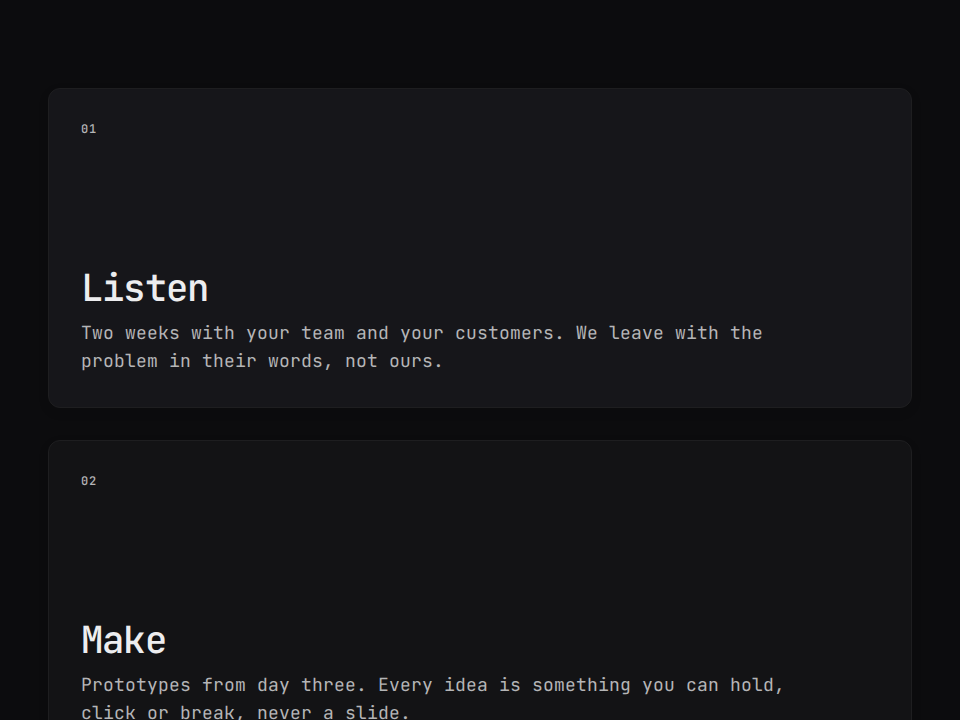 01
Listen
Two weeks with your team and your customers. We leave with the
problem in their words, not ours.
02
Make
Prototypes from day three. Every idea is something you can hold,
click or break, never a slide.